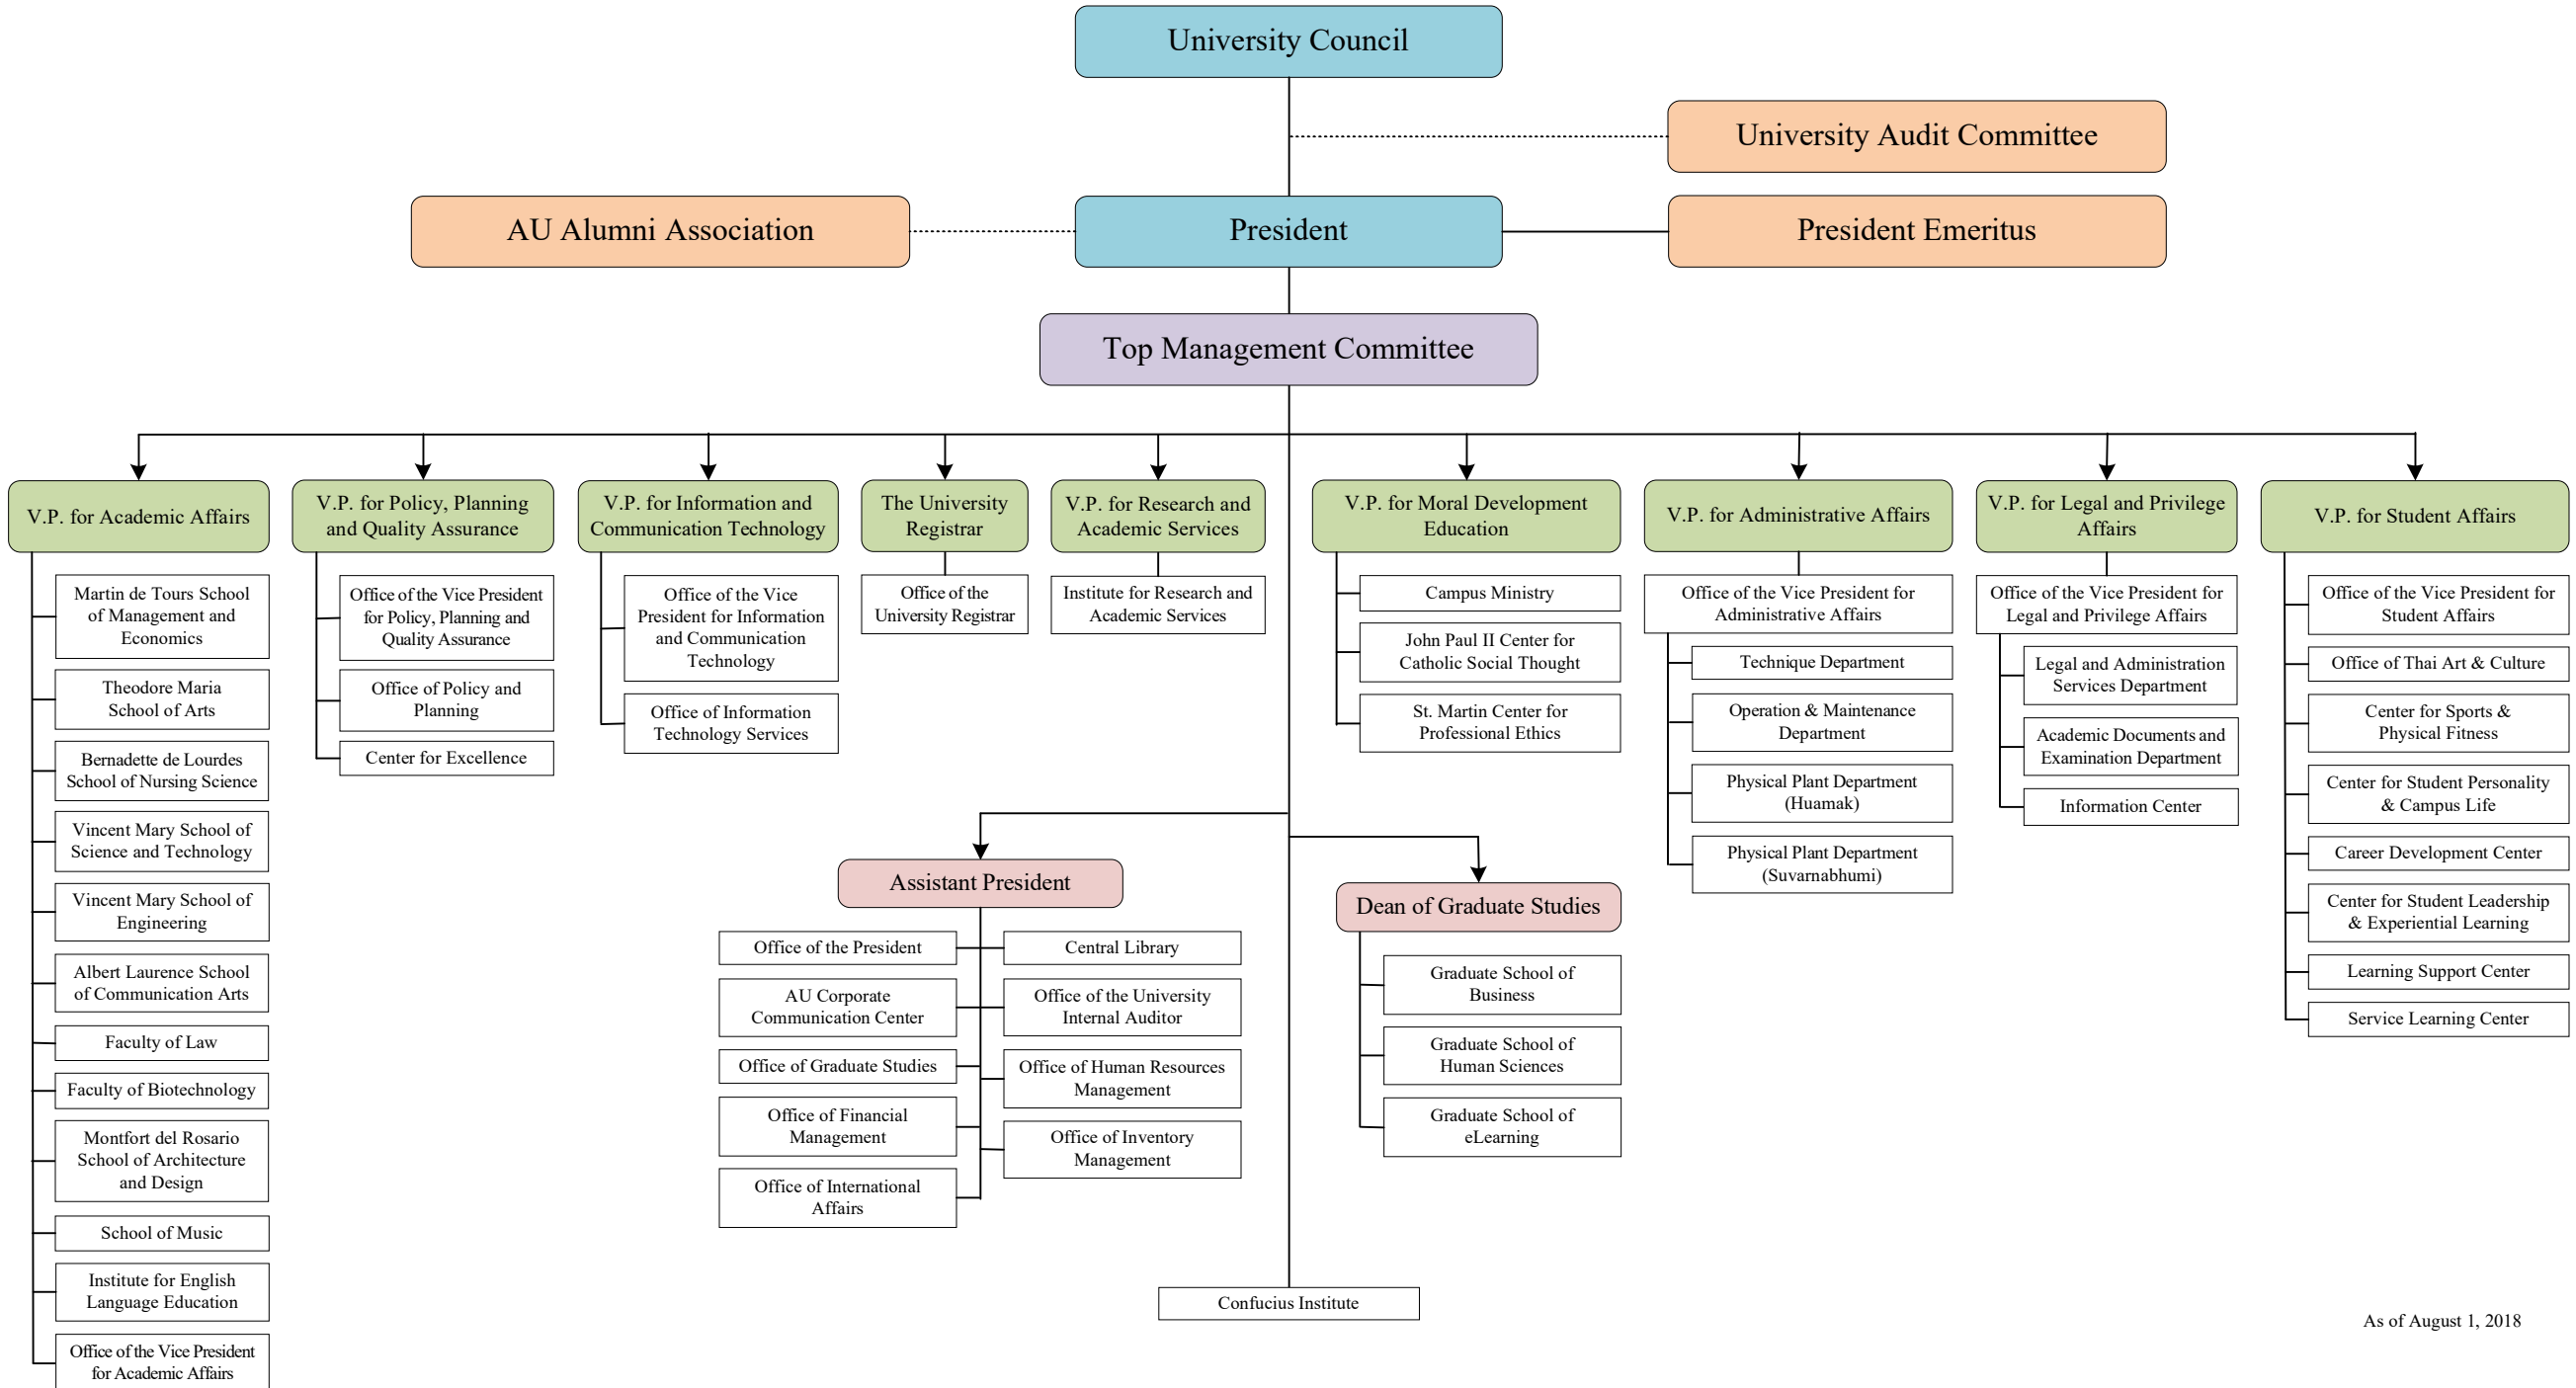 University Council
University Audit Committee
AU Alumni Association
President
President Emeritus
Top Management Committee
V.P. for Academic Affairs
Martin de Tours School
of Management and
Economics
Theodore Maria
School of Arts
Bernadette de Lourdes
School of Nursing Science
Vincent Mary School of
Science and Technology
Vincent Mary School of
Engineering
Albert Laurence School
of Communication Arts
Faculty of Law
Faculty of Biotechnology
Montfort del Rosario
School of Architecture
and Design
School of Music
Institute for English
Language Education
Office of the Vice President
for Academic Affairs
V.P. for Policy, Planning
and Quality Assurance
Office of the Vice President
for Policy, Planning and
Quality Assurance
Office of Policy and
Planning
Center for Excellence
V.P. for Information and
Communication Technology
Office of the Vice
President for Information
and Communication
Technology
Office of Information
Technology Services
The University
Registrar
Office of the
University Registrar
V.P. for Research and
Academic Services
Institute for Research and
Academic Services
V.P. for Moral Development
Education
Campus Ministry
John Paul II Center for
Catholic Social Thought
St. Martin Center for
Professional Ethics
V.P. for Administrative Affairs
Office of the Vice President for
Administrative Affairs
Technique Department
Operation & Maintenance
Department
Physical Plant Department
(Huamak)
Physical Plant Department
(Suvarnabhumi)
V.P. for Legal and Privilege
Affairs
Office of the Vice President for
Legal and Privilege Affairs
Legal and Administration
Services Department
Academic Documents and
Examination Department
Information Center
V.P. for Student Affairs
Office of the Vice President for
Student Affairs
Office of Thai Art & Culture
Center for Sports &
Physical Fitness
Center for Student Personality
& Campus Life
Career Development Center
Center for Student Leadership
& Experiential Learning
Learning Support Center
Service Learning Center
Assistant President
Office of the President
AU Corporate
Communication Center
Office of Graduate Studies
Office of Financial
Management
Office of International
Affairs
Central Library
Office of the University
Internal Auditor
Office of Human Resources
Management
Office of Inventory
Management
Dean of Graduate Studies
Graduate School of
Business
Graduate School of
Human Sciences
Graduate School of
eLearning
Confucius Institute
As of August 1, 2018